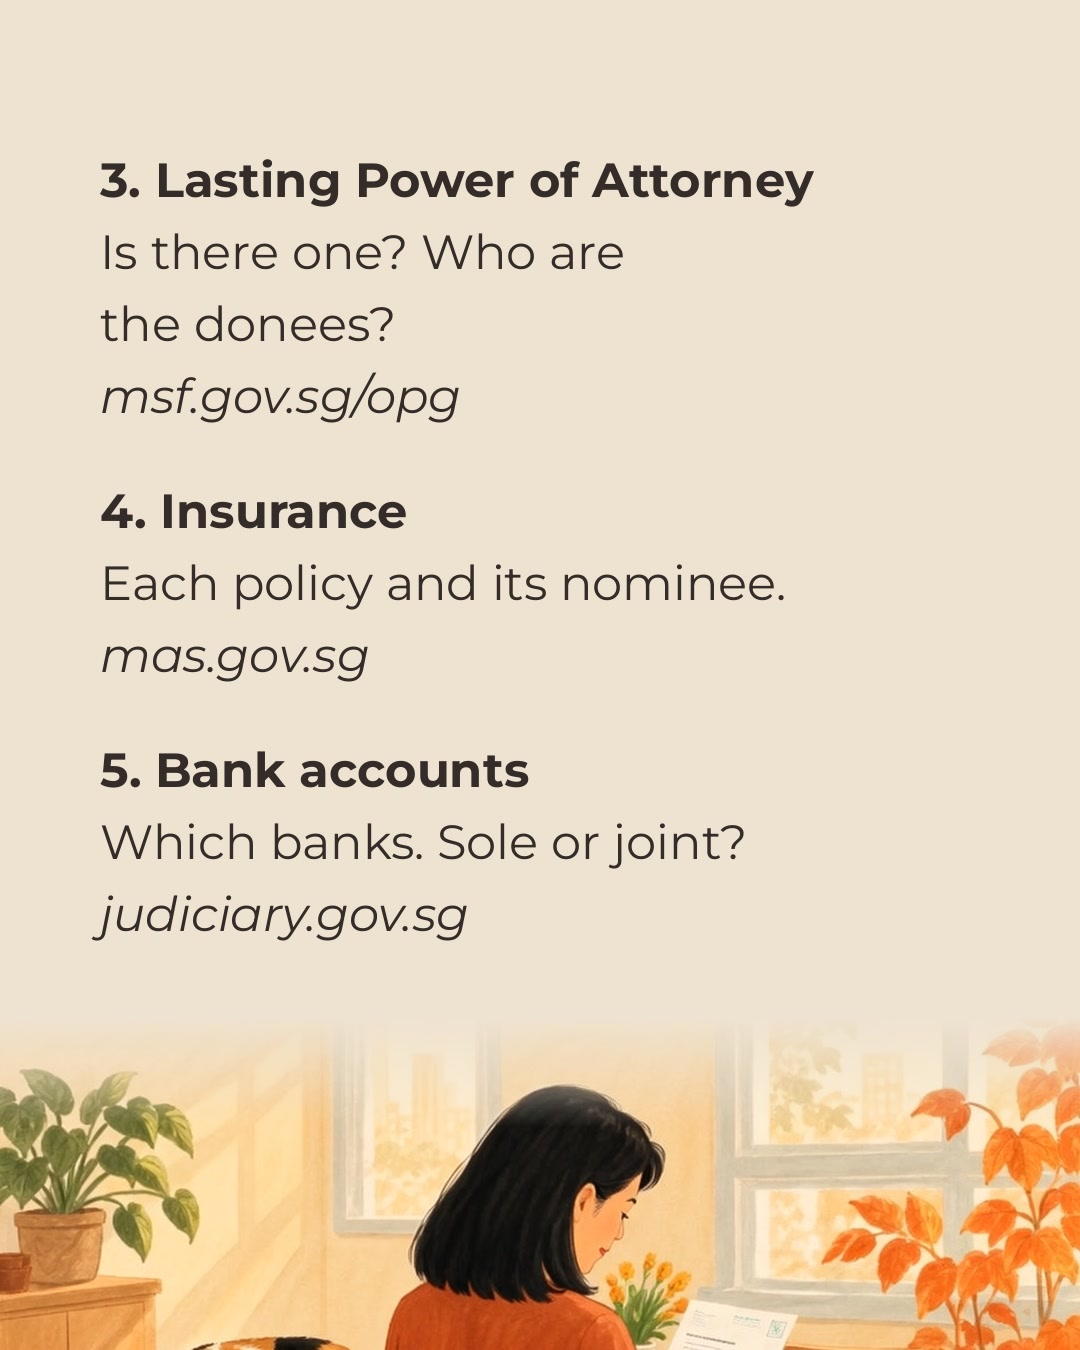 3. Lasting Power of Attorney
Is there one? Who are
the donees?
msf.gov.sg/opg
4. Insurance
Each policy and its nominee.
mas.gov.sg
5. Bank accounts
Which banks. Sole or joint?
judiciary.gov.sg